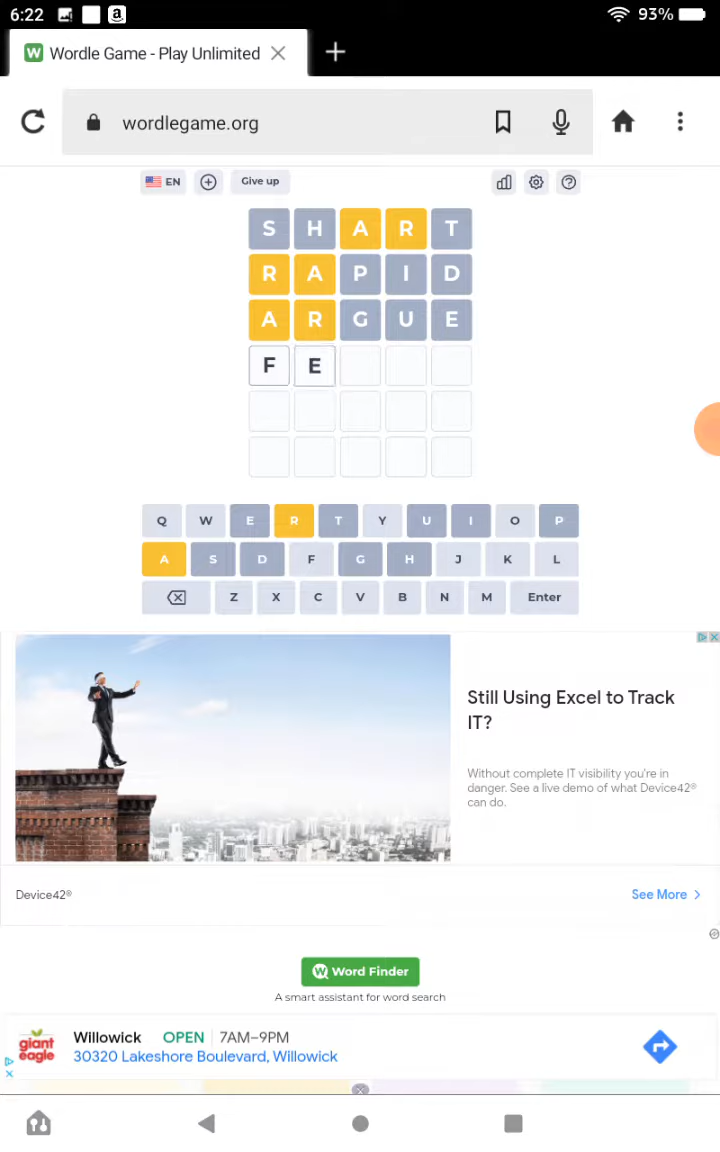 6:22 93%
Wordle Game - Play Unlimited
wordlegame.org
EN Give up
S H A R T
R A P I D
A R G U E
F E
Q W E R T Y U I O P
A S D F G H J K L
Z X C V B N M Enter
Still Using Excel to Track
IT?
Without complete IT visibility you're in
danger. See a live demo of what Device42®
can do.
Device42® See More
Word Finder
A smart assistant for word search
giant
eagle
Willowick OPEN 7AM–9PM
30320 Lakeshore Boulevard, Willowick